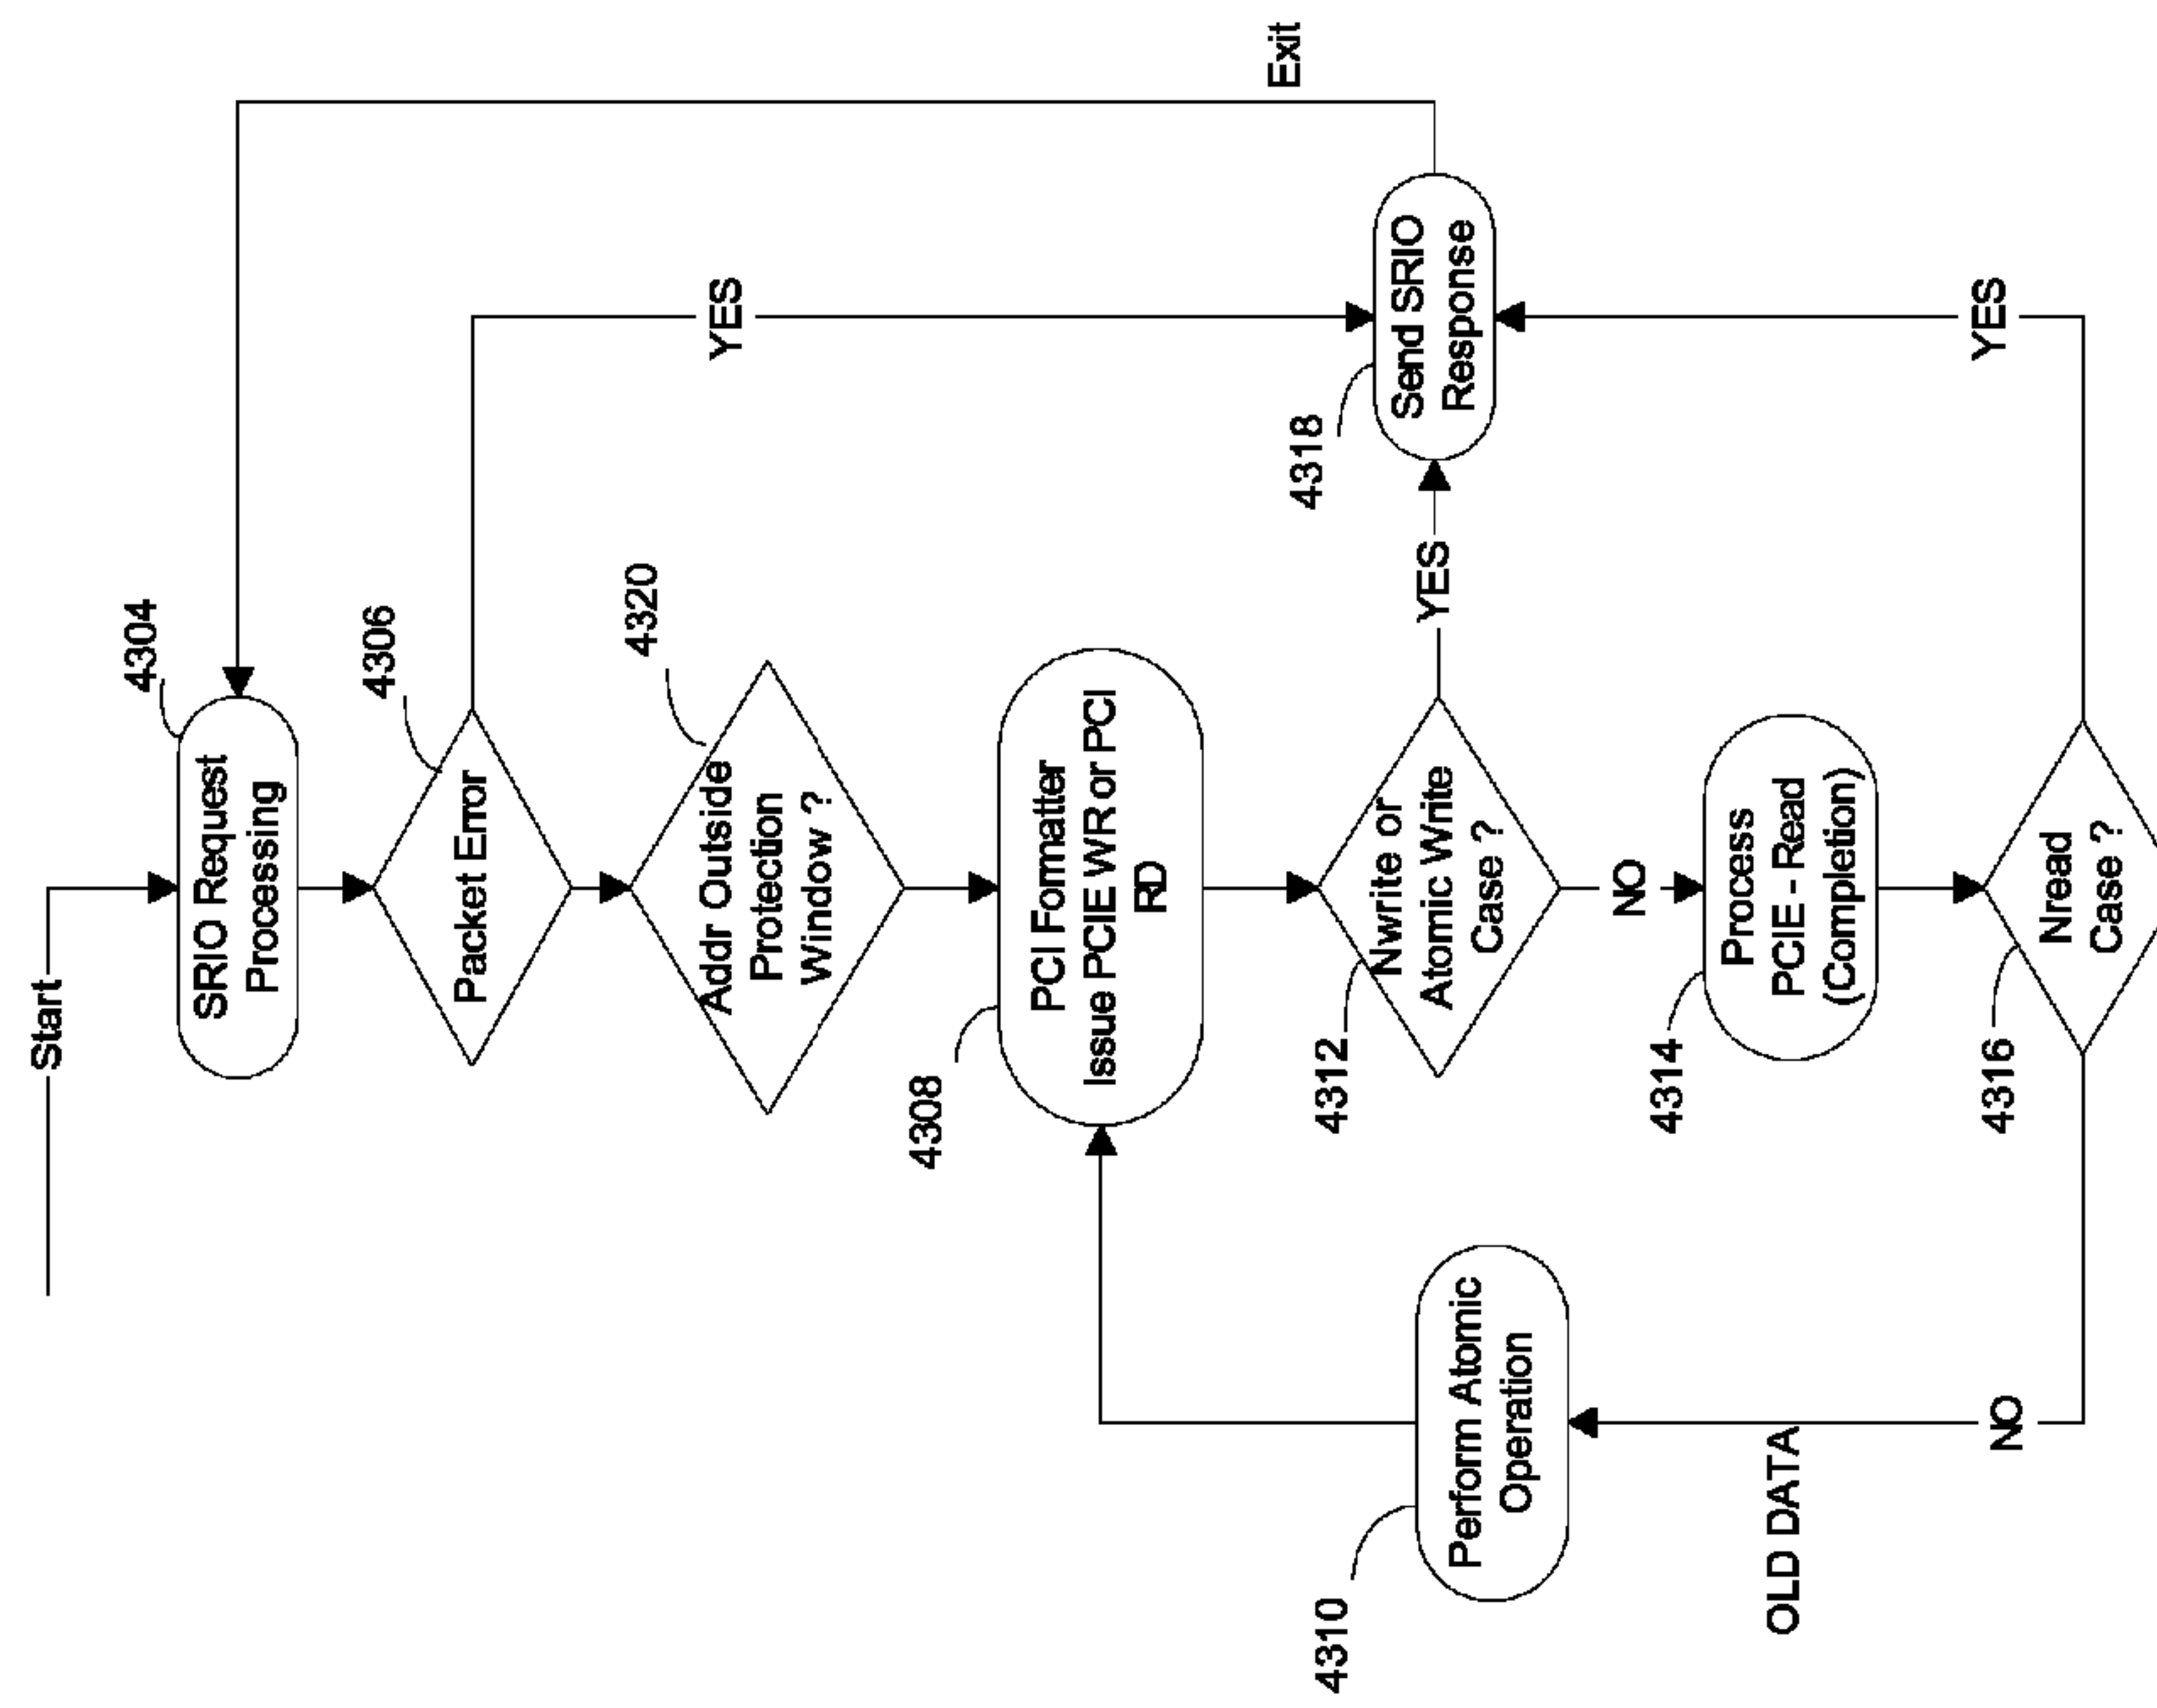 Start
4304
SRIO Request
Processing
4306
Packet Error
YES
4320
Addr Outside
Protection
Window ?
4308
PCI Formatter
Issue PCIE WR or PCI
RD
4312
Nwrite or
Atomic Write
Case ?
YES
4318
Send SRIO
Response
Exit
NO
4314
Process
PCIE - Read
(Completion)
4316
Nread
Case ?
YES
NO
OLD DATA
4310
Perform Atomic
Operation